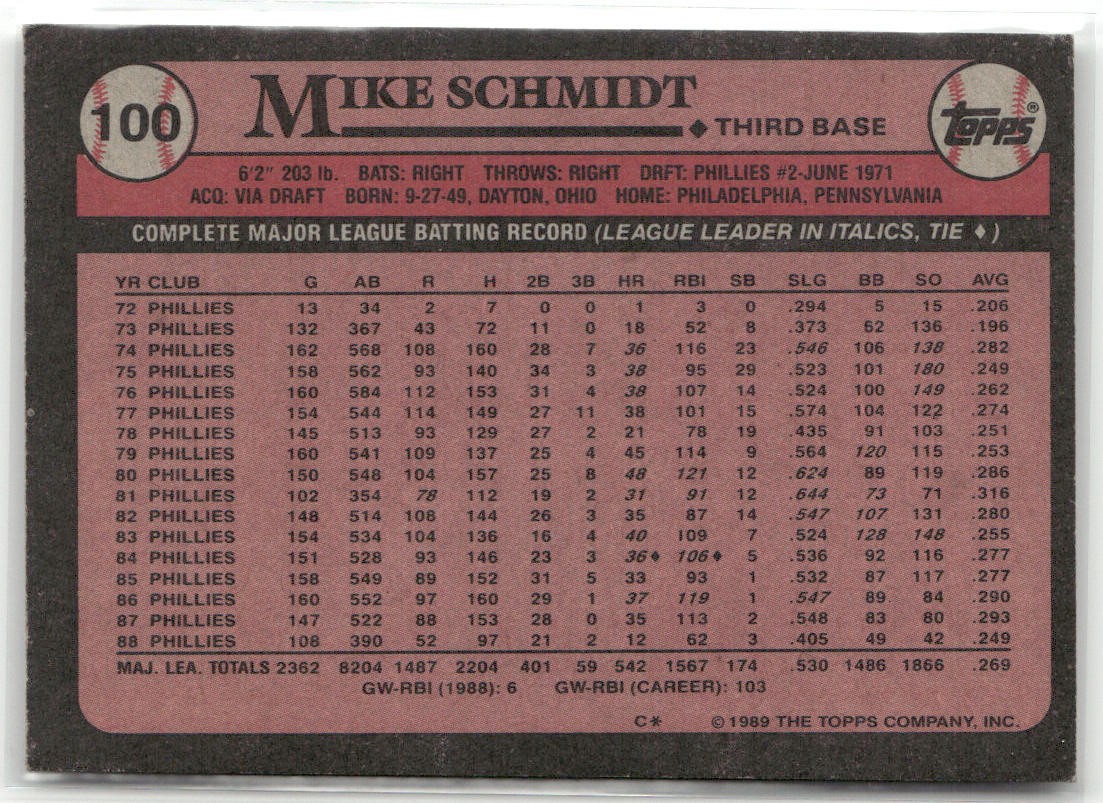 100
MIKE SCHMIDT
♦ THIRD BASE
TOPPS®
6'2" 203 lb. BATS: RIGHT THROWS: RIGHT DRFT: PHILLIES #2-JUNE 1971
ACQ: VIA DRAFT BORN: 9-27-49, DAYTON, OHIO HOME: PHILADELPHIA, PENNSYLVANIA
COMPLETE MAJOR LEAGUE BATTING RECORD (LEAGUE LEADER IN ITALICS, TIE ♦)
YR CLUB G AB R H 2B 3B HR RBI SB SLG BB SO AVG
72 PHILLIES 13 34 2 7 0 0 1 3 0 .294 5 15 .206
73 PHILLIES 132 367 43 72 11 0 18 52 8 .373 62 136 .196
74 PHILLIES 162 568 108 160 28 7 36 116 23 .546 106 138 .282
75 PHILLIES 158 562 93 140 34 3 38 95 29 .523 101 180 .249
76 PHILLIES 160 584 112 153 31 4 38 107 14 .524 100 149 .262
77 PHILLIES 154 544 114 149 27 11 38 101 15 .574 104 122 .274
78 PHILLIES 145 513 93 129 27 2 21 78 19 .435 91 103 .251
79 PHILLIES 160 541 109 137 25 4 45 114 9 .564 120 115 .253
80 PHILLIES 150 548 104 157 25 8 48 121 12 .624 89 119 .286
81 PHILLIES 102 354 78 112 19 2 31 91 12 .644 73 71 .316
82 PHILLIES 148 514 108 144 26 3 35 87 14 .547 107 131 .280
83 PHILLIES 154 534 104 136 16 4 40 109 7 .524 128 148 .255
84 PHILLIES 151 528 93 146 23 3 36♦ 106♦ 5 .536 92 116 .277
85 PHILLIES 158 549 89 152 31 5 33 93 1 .532 87 117 .277
86 PHILLIES 160 552 97 160 29 1 37 119 1 .547 89 84 .290
87 PHILLIES 147 522 88 153 28 0 35 113 2 .548 83 80 .293
88 PHILLIES 108 390 52 97 21 2 12 62 3 .405 49 42 .249
MAJ. LEA. TOTALS 2362 8204 1487 2204 401 59 542 1567 174 .530 1486 1866 .269
GW-RBI (1988): 6 GW-RBI (CAREER): 103
C* © 1989 THE TOPPS COMPANY, INC.